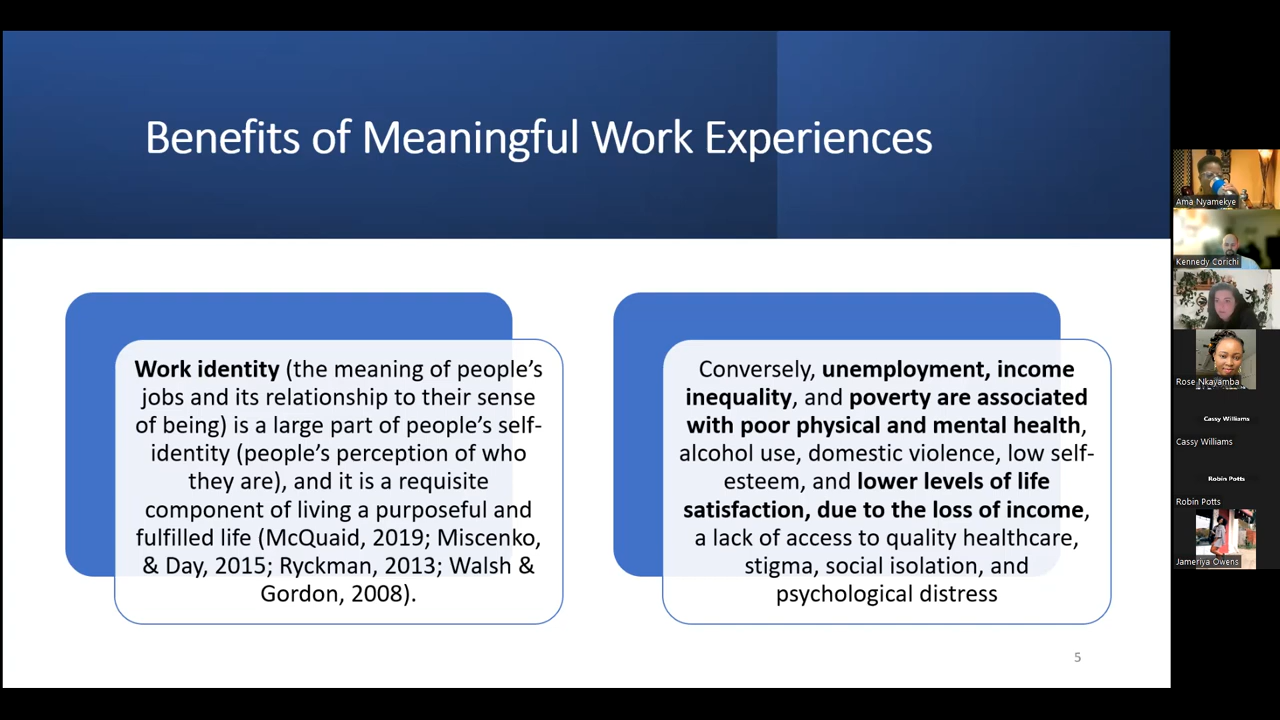 Benefits of Meaningful Work Experiences
Work identity (the meaning of people's
jobs and its relationship to their sense
of being) is a large part of people's self-
identity (people's perception of who
they are), and it is a requisite
component of living a purposeful and
fulfilled life (McQuaid, 2019; Miscenko,
& Day, 2015; Ryckman, 2013; Walsh &
Gordon, 2008).
Conversely, unemployment, income
inequality, and poverty are associated
with poor physical and mental health,
alcohol use, domestic violence, low self-
esteem, and lower levels of life
satisfaction, due to the loss of income,
a lack of access to quality healthcare,
stigma, social isolation, and
psychological distress
5
Ama Nyamekye
Kennedy Corichi
Rose Nkayamba
Cassy Williams
Cassy Williams
Robin Potts
Robin Potts
Jameriya Owens